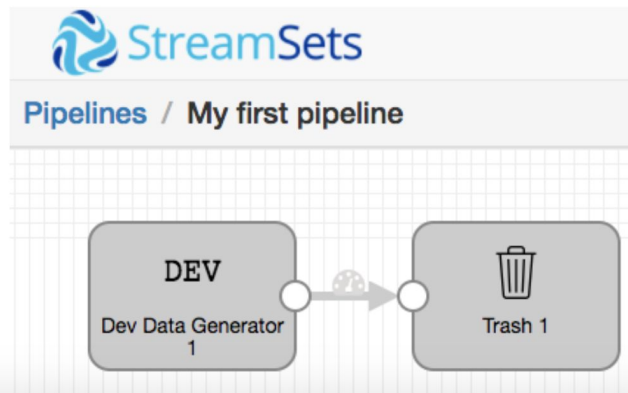 StreamSets
Pipelines / My first pipeline
DEV
Dev Data Generator
1
Trash 1